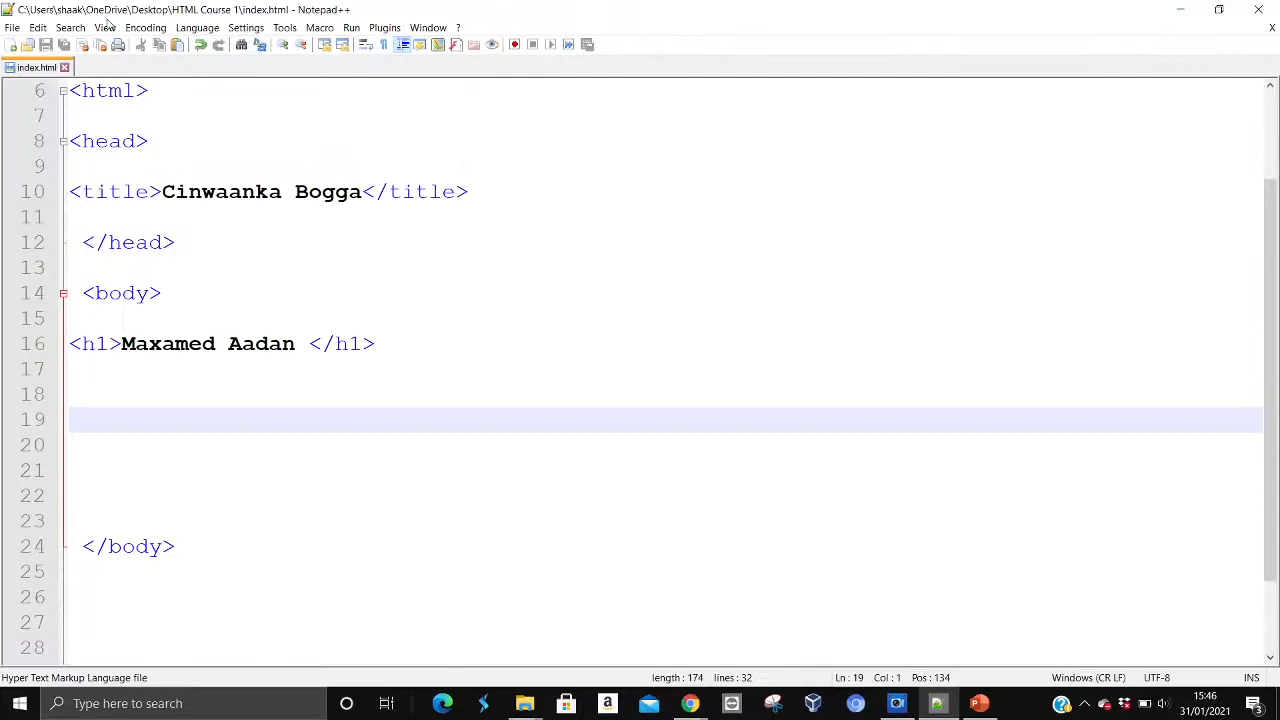 C:\Users\shaak\OneDrive\Desktop\HTML Course 1\index.html - Notepad++
File Edit Search View Encoding Language Settings Tools Macro Run Plugins Window ? X
index.html
6 <html>
7
8 <head>
9
10 <title>Cinwaanka Bogga</title>
11
12 </head>
13
14 <body>
15
16 <h1>Maxamed Aadan </h1>
17
18
19
20
21
22
23
24 </body>
25
26
27
28
Hyper Text Markup Language file length : 174 lines : 32 Ln : 19 Col : 1 Pos : 134 Windows (CR LF) UTF-8 INS
Type here to search
15:46
31/01/2021
3